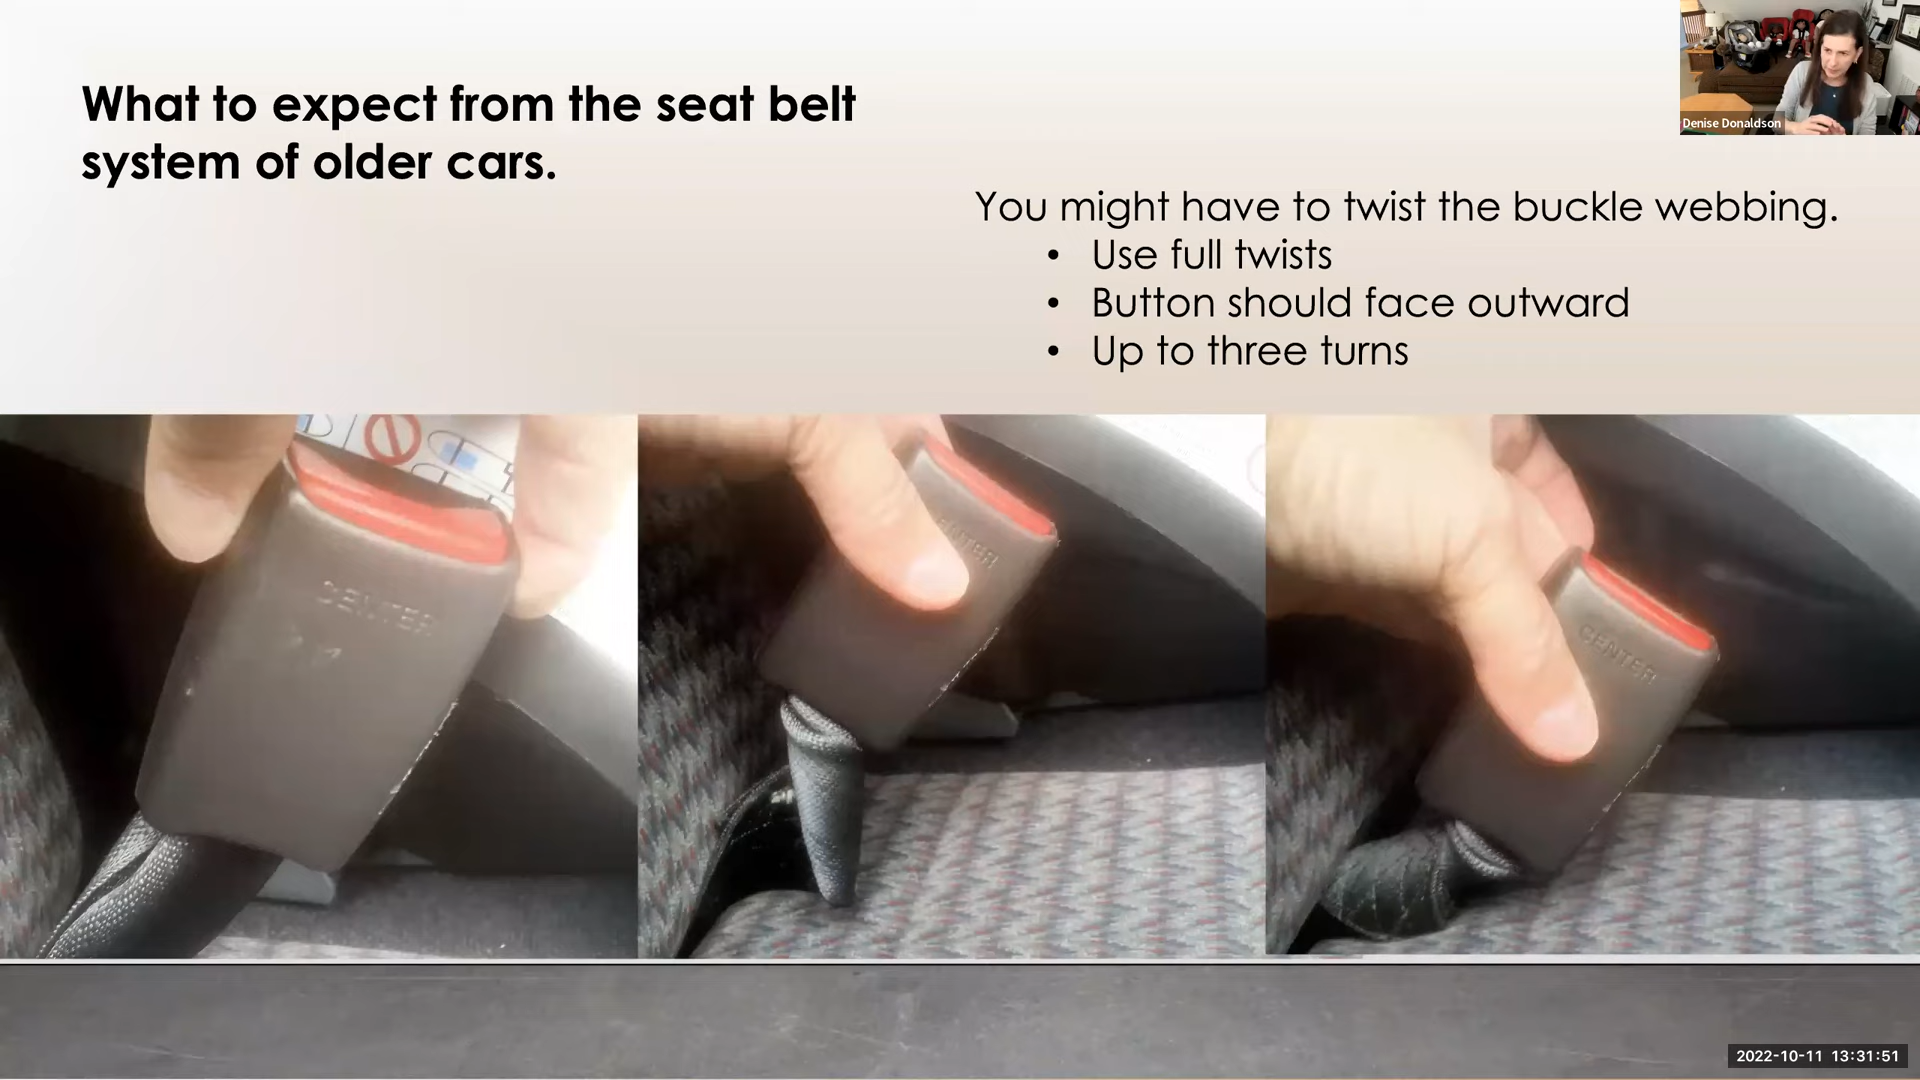 What to expect from the seat belt
system of older cars.
Denise Donaldson
You might have to twist the buckle webbing.
• Use full twists
• Button should face outward
• Up to three turns
CENTER
CENTER
CENTER
2022-10-11 13:31:51